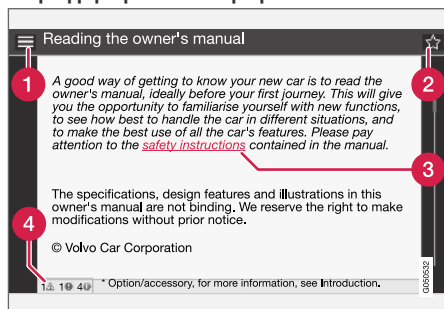 Reading the owner's manual
1
2
A good way of getting to know your new car is to read the
owner's manual, ideally before your first journey. This will give
you the opportunity to familiarise yourself with new functions,
to see how best to handle the car in different situations, and
to make the best use of all the car's features. Please pay
attention to the safety instructions contained in the manual.
3
The specifications, design features and illustrations in this
owner's manual are not binding. We reserve the right to make
modifications without prior notice.
4
© Volvo Car Corporation
1 1 4
* Option/accessory, for more information, see Introduction.
G050532